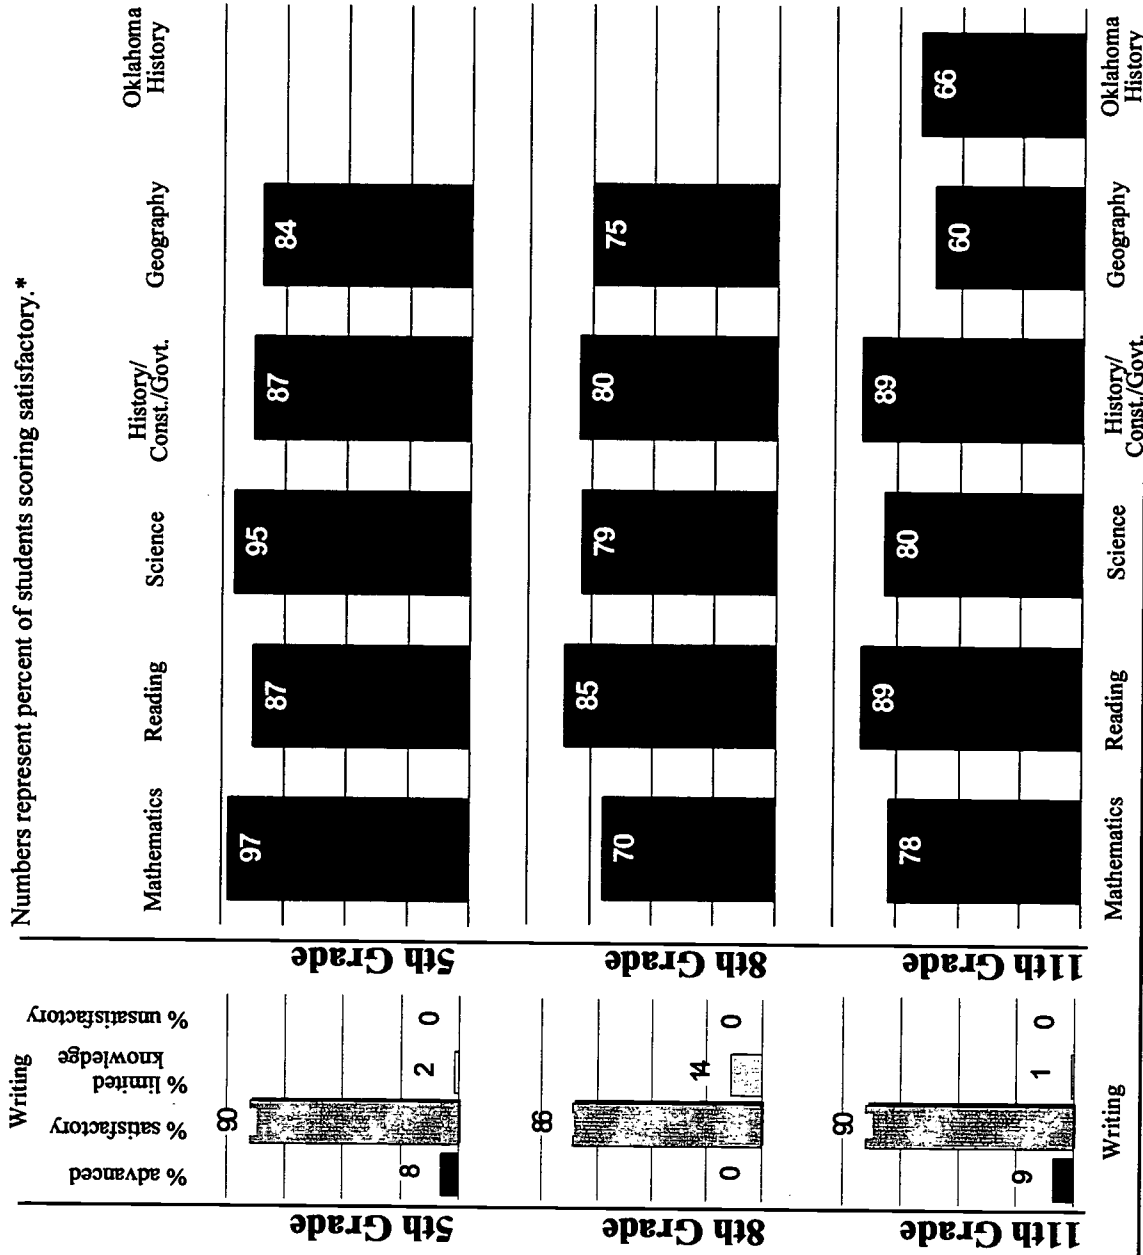 Numbers represent percent of students scoring satisfactory.*
Writing
% advanced
% satisfactory
% limited
knowledge
% unsatisfactory
Mathematics
Reading
Science
History/
Const./Govt.
Geography
Oklahoma
History
5th Grade
8
90
2
0
5th Grade
97
87
95
87
84
8th Grade
0
86
14
0
8th Grade
70
85
79
80
75
11th Grade
9
90
1
0
11th Grade
78
89
80
89
60
66
Writing
Mathematics
Reading
Science
History/
Const./Govt.
Geography
Oklahoma
History